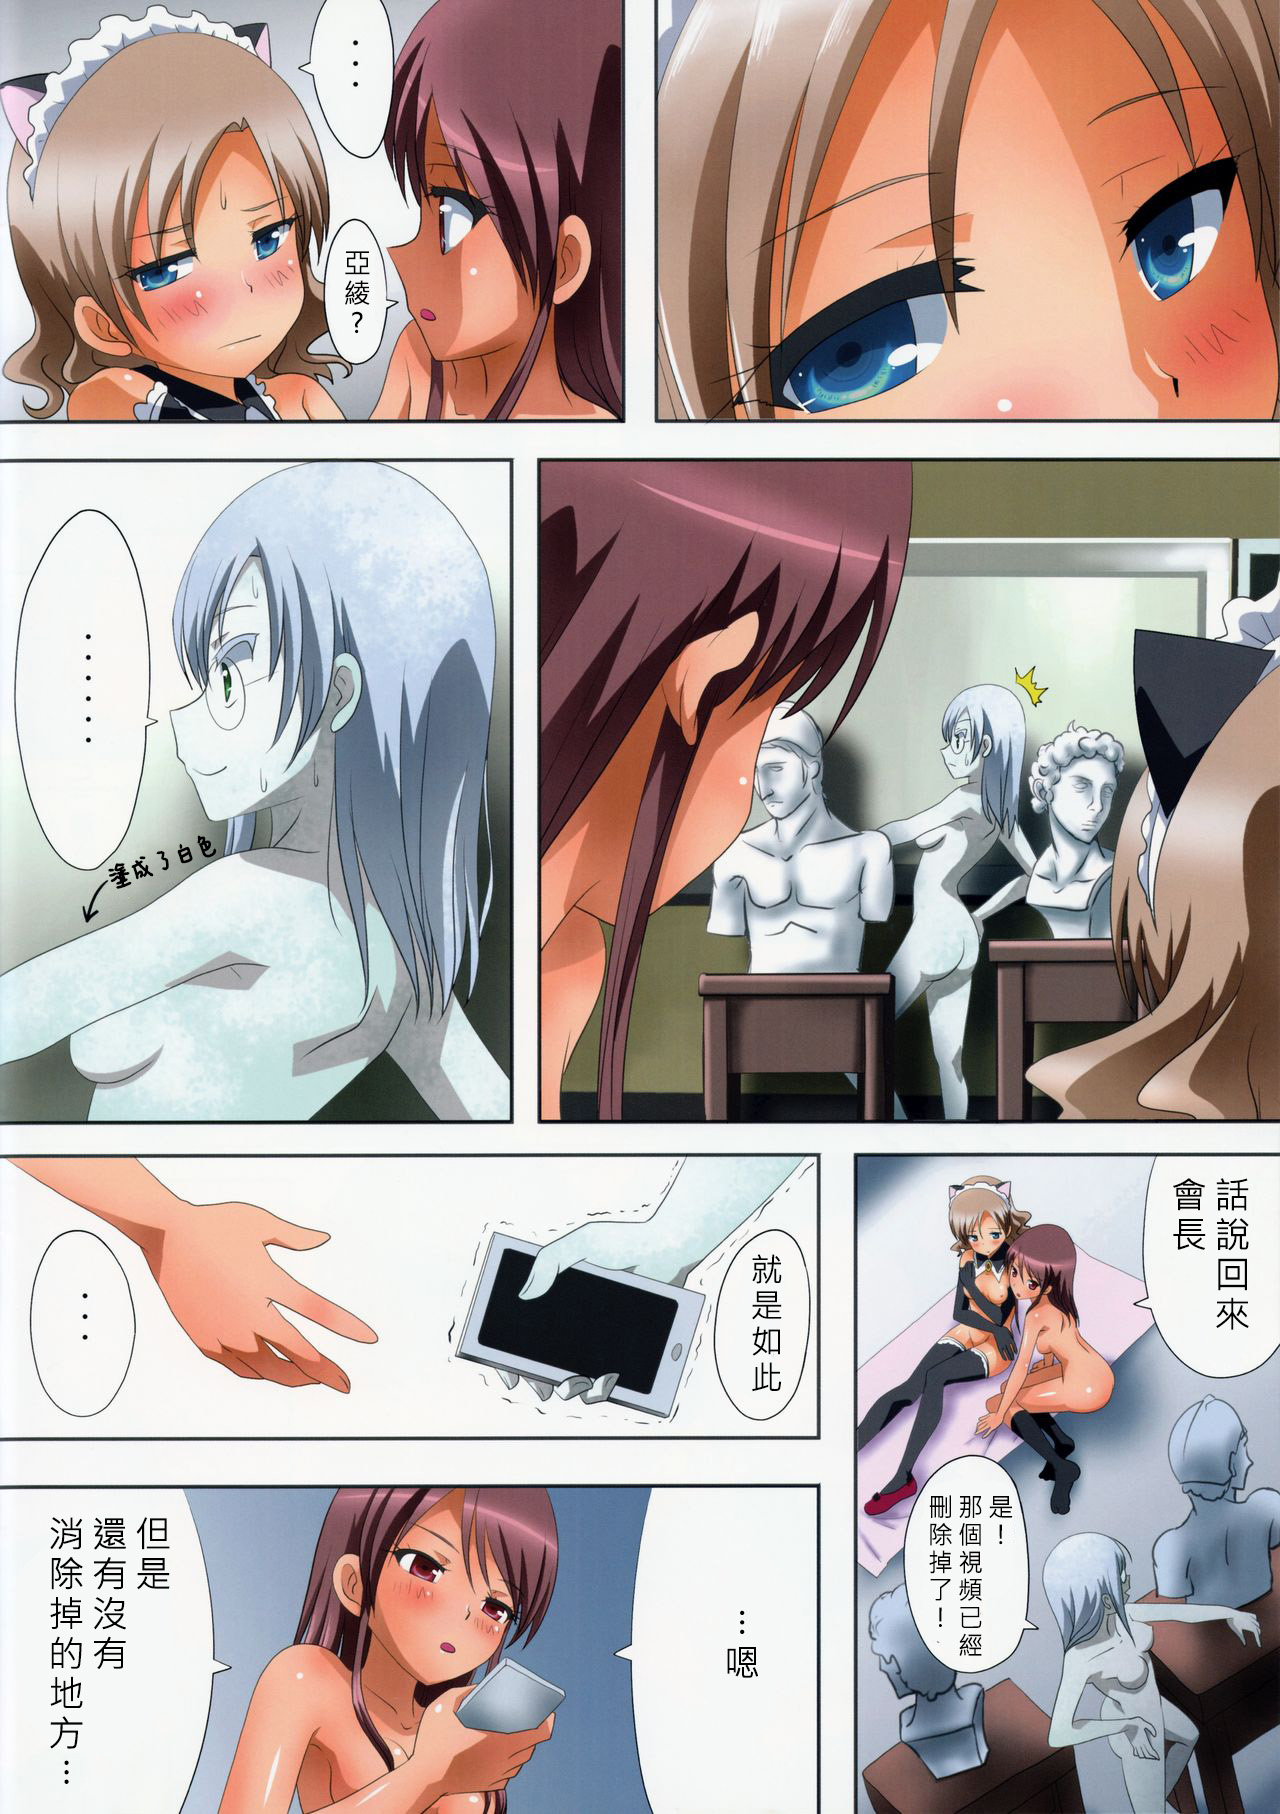 …
亞綾?
……
塗成了白色
話說回來
會長
是!
那個視頻已經
刪除掉了!
就是如此
…
…嗯
但是
還有沒有
消除掉的地方…